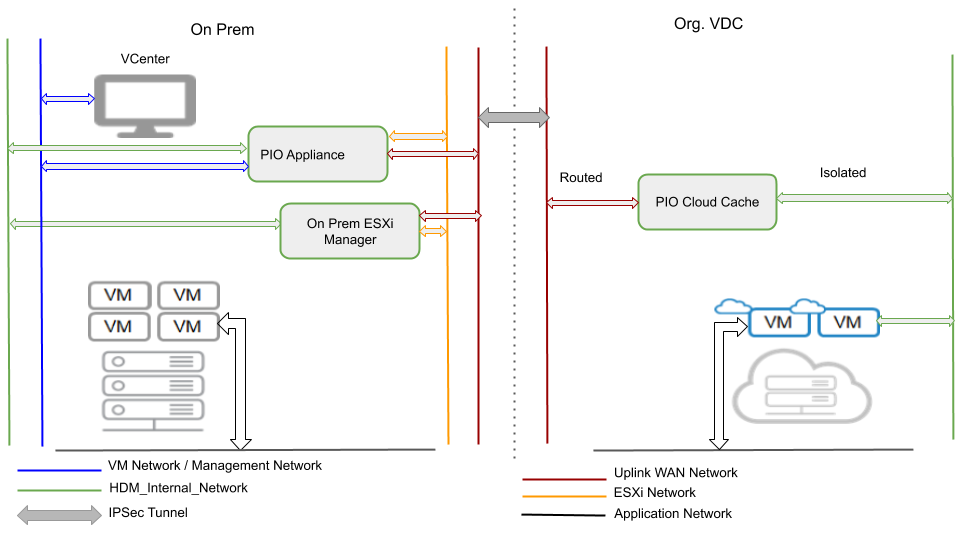 On Prem
Org. VDC
VCenter
PIO Appliance
Routed
Isolated
PIO Cloud Cache
On Prem ESXi
Manager
VM
VM
VM
VM
VM
VM
VM Network / Management Network
HDM_Internal_Network
IPSec Tunnel
Uplink WAN Network
ESXi Network
Application Network